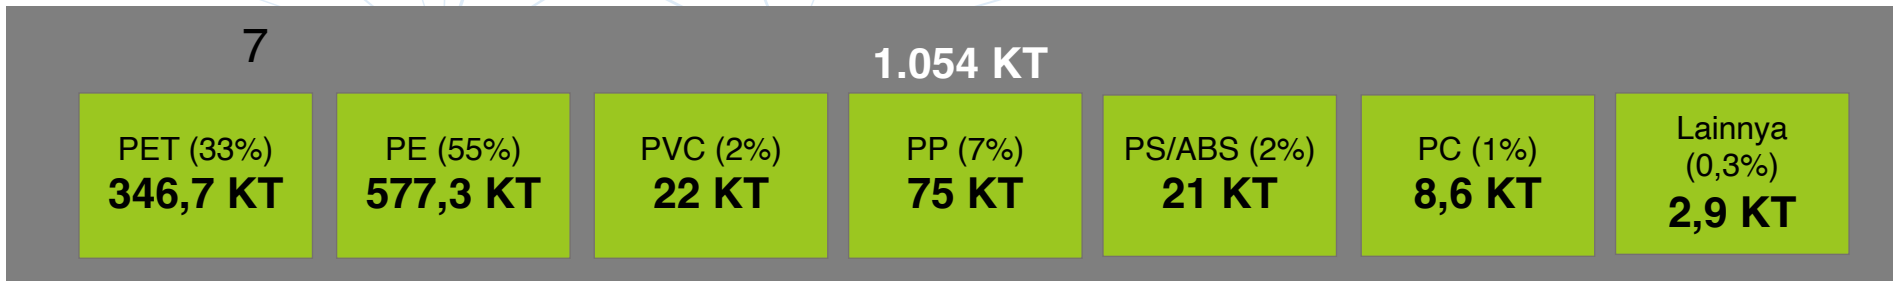 7
1.054 KT
PET (33%)
346,7 KT
PE (55%)
577,3 KT
PVC (2%)
22 KT
PP (7%)
75 KT
PS/ABS (2%)
21 KT
PC (1%)
8,6 KT
Lainnya
(0,3%)
2,9 KT